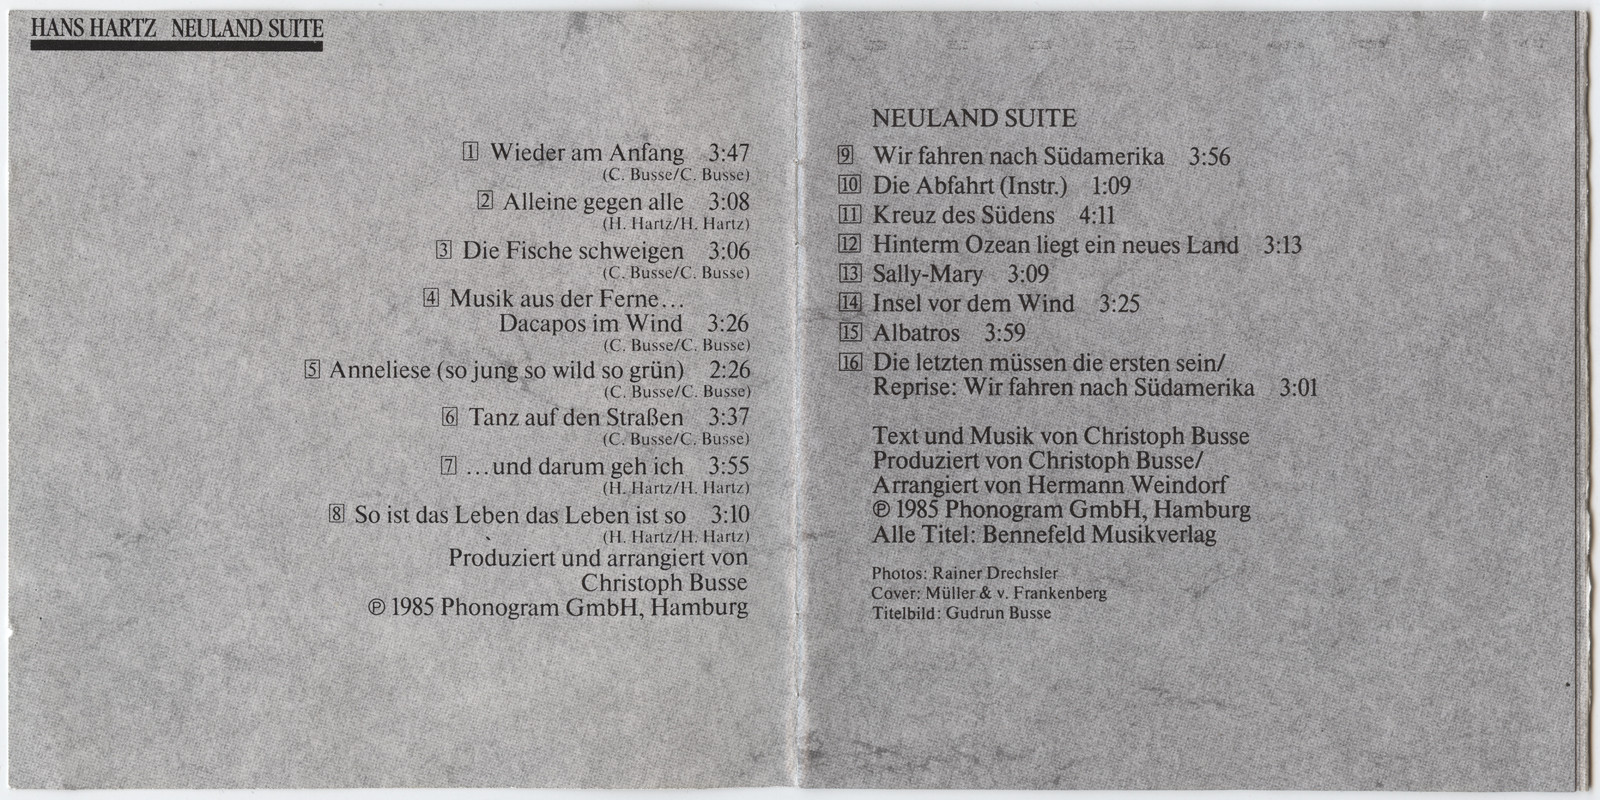 HANS HARTZ NEULAND SUITE
1 Wieder am Anfang 3:47
(C. Busse/C. Busse)
2 Alleine gegen alle 3:08
(H. Hartz/H. Hartz)
3 Die Fische schweigen 3:06
(C. Busse/C. Busse)
4 Musik aus der Ferne...
Dacapos im Wind 3:26
(C. Busse/C. Busse)
5 Anneliese (so jung so wild so grün) 2:26
(C. Busse/C. Busse)
6 Tanz auf den Straßen 3:37
(C. Busse/C. Busse)
7 ...und darum geh ich 3:55
(H. Hartz/H. Hartz)
8 So ist das Leben das Leben ist so 3:10
(H. Hartz/H. Hartz)
Produziert und arrangiert von
Christoph Busse
℗ 1985 Phonogram GmbH, Hamburg
NEULAND SUITE
9 Wir fahren nach Südamerika 3:56
10 Die Abfahrt (Instr.) 1:09
11 Kreuz des Südens 4:11
12 Hinterm Ozean liegt ein neues Land 3:13
13 Sally-Mary 3:09
14 Insel vor dem Wind 3:25
15 Albatros 3:59
16 Die letzten müssen die ersten sein/
Reprise: Wir fahren nach Südamerika 3:01
Text und Musik von Christoph Busse
Produziert von Christoph Busse/
Arrangiert von Hermann Weindorf
℗ 1985 Phonogram GmbH, Hamburg
Alle Titel: Bennefeld Musikverlag
Photos: Rainer Drechsler
Cover: Müller & v. Frankenberg
Titelbild: Gudrun Busse